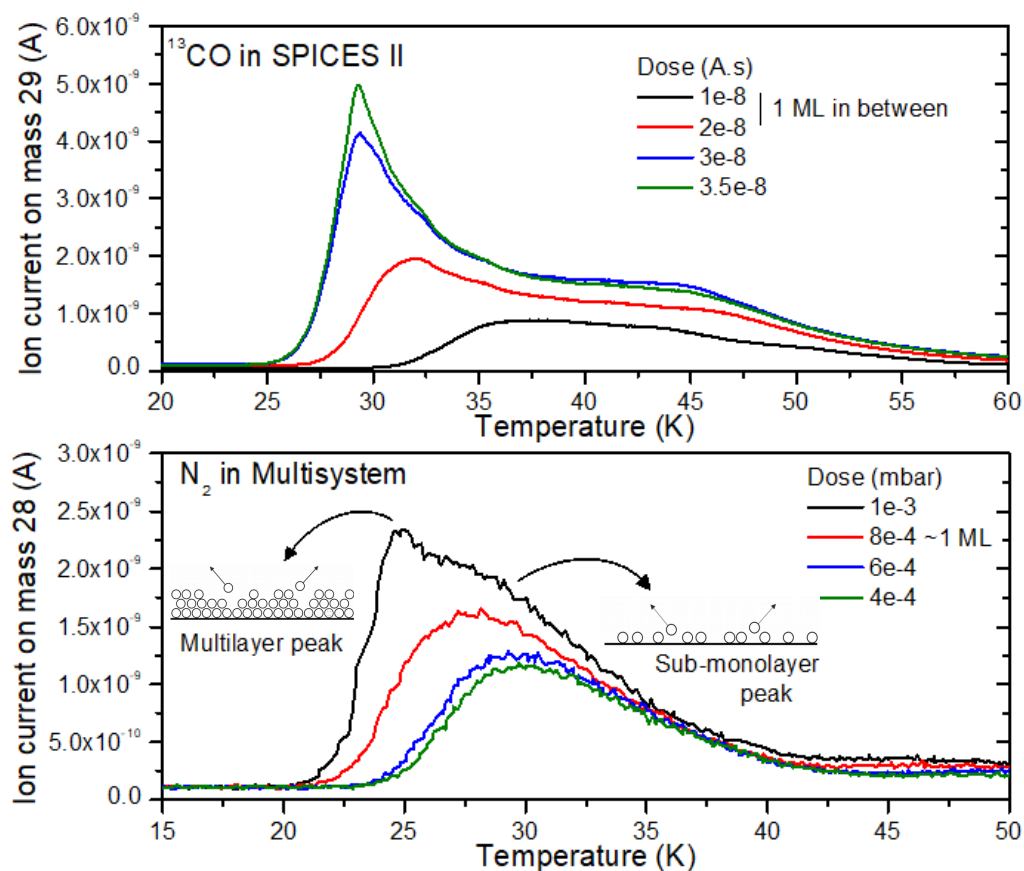 ¹³CO in SPICES II
Ion current on mass 29 (A)
6.0x10⁻⁹
5.0x10⁻⁹
4.0x10⁻⁹
3.0x10⁻⁹
2.0x10⁻⁹
1.0x10⁻⁹
0.0
Dose (A.s)
1e-8
2e-8
1 ML in between
3e-8
3.5e-8
20 25 30 35 40 45 50 55 60
Temperature (K)
N₂ in Multisystem
Ion current on mass 28 (A)
3.0x10⁻⁹
2.5x10⁻⁹
2.0x10⁻⁹
1.5x10⁻⁹
1.0x10⁻⁹
5.0x10⁻¹⁰
0.0
Dose (mbar)
1e-3
8e-4 ~1 ML
6e-4
4e-4
Multilayer peak
Sub-monolayer
peak
15 20 25 30 35 40 45 50
Temperature (K)